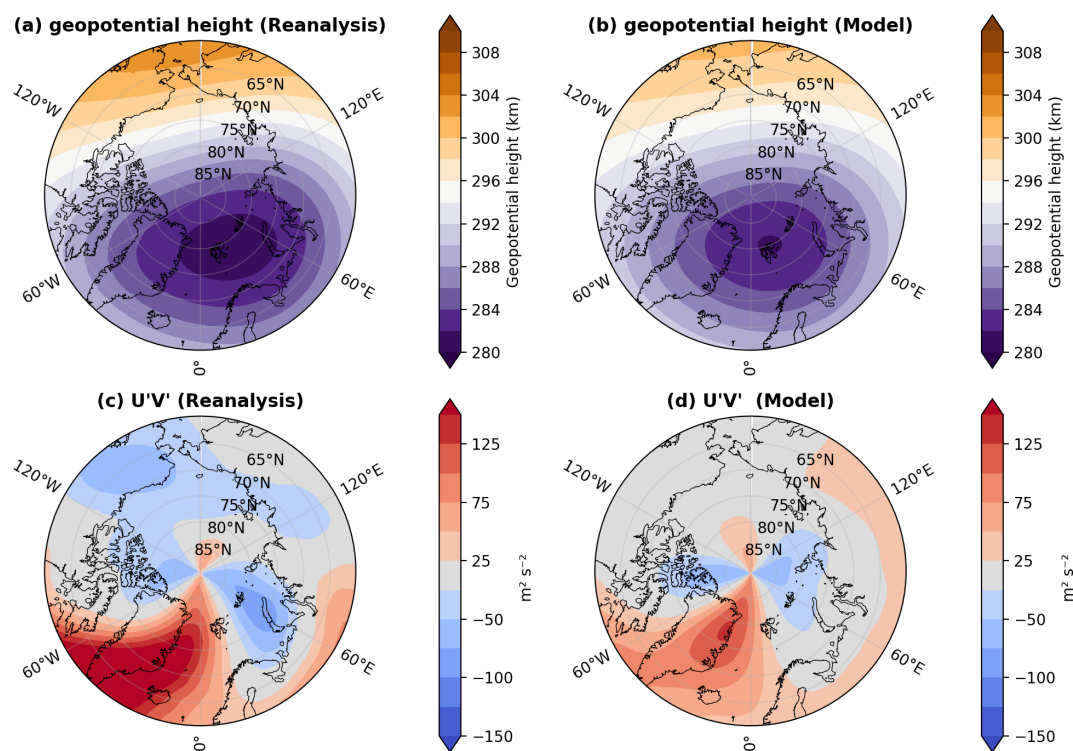 (a) geopotential height (Reanalysis)
120°W
120°E
65°N
70°N
75°N
80°N
85°N
60°W
60°E
0°
308
304
300
296
292
288
284
280
Geopotential height (km)
(b) geopotential height (Model)
120°W
120°E
65°N
70°N
75°N
80°N
85°N
60°W
60°E
0°
308
304
300
296
292
288
284
280
Geopotential height (km)
(c) U'V' (Reanalysis)
120°W
120°E
65°N
70°N
75°N
80°N
85°N
60°W
60°E
0°
125
75
25
−50
−100
−150
m² s⁻²
(d) U'V' (Model)
120°W
120°E
65°N
70°N
75°N
80°N
85°N
60°W
60°E
0°
125
75
25
−50
−100
−150
m² s⁻²